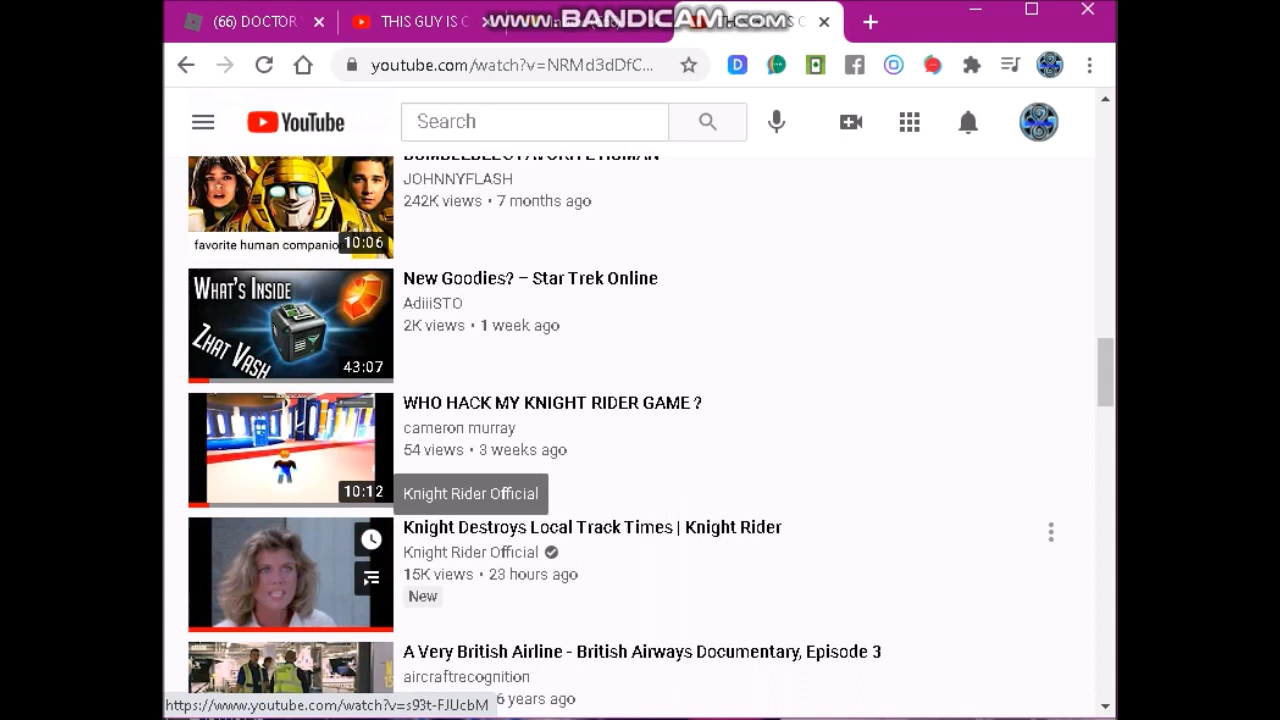 www.BANDICAM.com
(66) DOCTOR
THIS GUY IS C
youtube.com/watch?v=NRMd3dDfC...
YouTube
Search
BUMBLEBEE'S FAVORITE HUMAN
JOHNNYFLASH
242K views • 7 months ago
favorite human companion
10:06
New Goodies? – Star Trek Online
AdiiiSTO
2K views • 1 week ago
WHAT'S INSIDE
ZHAT VASH
43:07
WHO HACK MY KNIGHT RIDER GAME ?
cameron murray
54 views • 3 weeks ago
10:12
Knight Rider Official
Knight Destroys Local Track Times | Knight Rider
Knight Rider Official
15K views • 23 hours ago
New
A Very British Airline - British Airways Documentary, Episode 3
aircraftrecognition
6 years ago
https://www.youtube.com/watch?v=s93t-FJUcbM